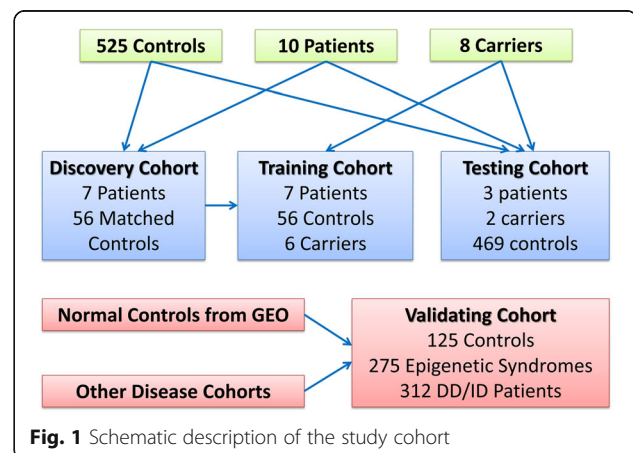 525 Controls
10 Patients
8 Carriers
Discovery Cohort
7 Patients
56 Matched
Controls
Training Cohort
7 Patients
56 Controls
6 Carriers
Testing Cohort
3 patients
2 carriers
469 controls
Normal Controls from GEO
Other Disease Cohorts
Validating Cohort
125 Controls
275 Epigenetic Syndromes
312 DD/ID Patients
Fig. 1 Schematic description of the study cohort